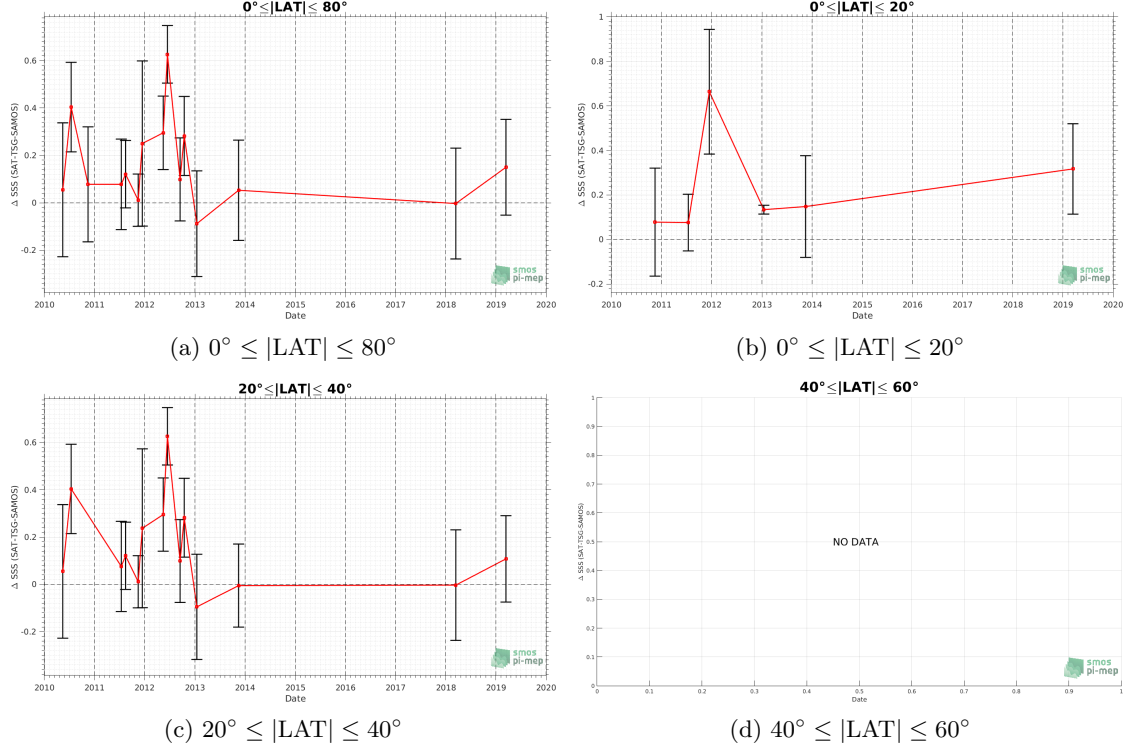 0°≤|LAT|≤ 80°
Δ SSS (SAT-TSG-SAMOS)
0.6
0.4
0.2
0
-0.2
2010 2011 2012 2013 2014 2015 2016 2017 2018 2019 2020
Date
smos
pi-mep
(a) 0° ≤ |LAT| ≤ 80°
0°≤|LAT|≤ 20°
Δ SSS (SAT-TSG-SAMOS)
1
0.8
0.6
0.4
0.2
0
-0.2
2010 2011 2012 2013 2014 2015 2016 2017 2018 2019 2020
Date
smos
pi-mep
(b) 0° ≤ |LAT| ≤ 20°
20°≤|LAT|≤ 40°
Δ SSS (SAT-TSG-SAMOS)
0.6
0.4
0.2
0
-0.2
2010 2011 2012 2013 2014 2015 2016 2017 2018 2019 2020
Date
smos
pi-mep
(c) 20° ≤ |LAT| ≤ 40°
40°≤|LAT|≤ 60°
Δ SSS (SAT-TSG-SAMOS)
1
0.9
0.8
0.7
0.6
0.5
0.4
0.3
0.2
0.1
0
NO DATA
0 0.1 0.2 0.3 0.4 0.5 0.6 0.7 0.8 0.9 1
Date
smos
pi-mep
(d) 40° ≤ |LAT| ≤ 60°